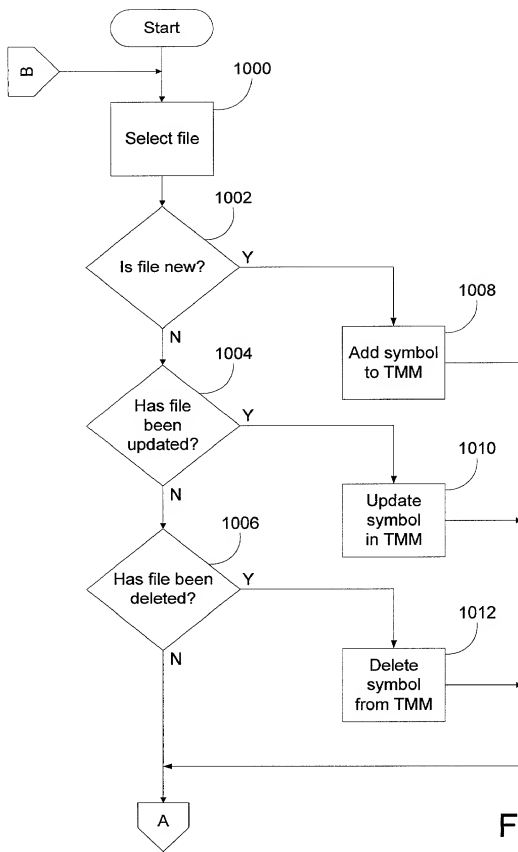 Start
B
1000
Select file
1002
Is file new?
Y
N
1008
Add symbol
to TMM
1004
Has file
been
updated?
Y
N
1010
Update
symbol
in TMM
1006
Has file been
deleted?
Y
N
1012
Delete
symbol
from TMM
A
F